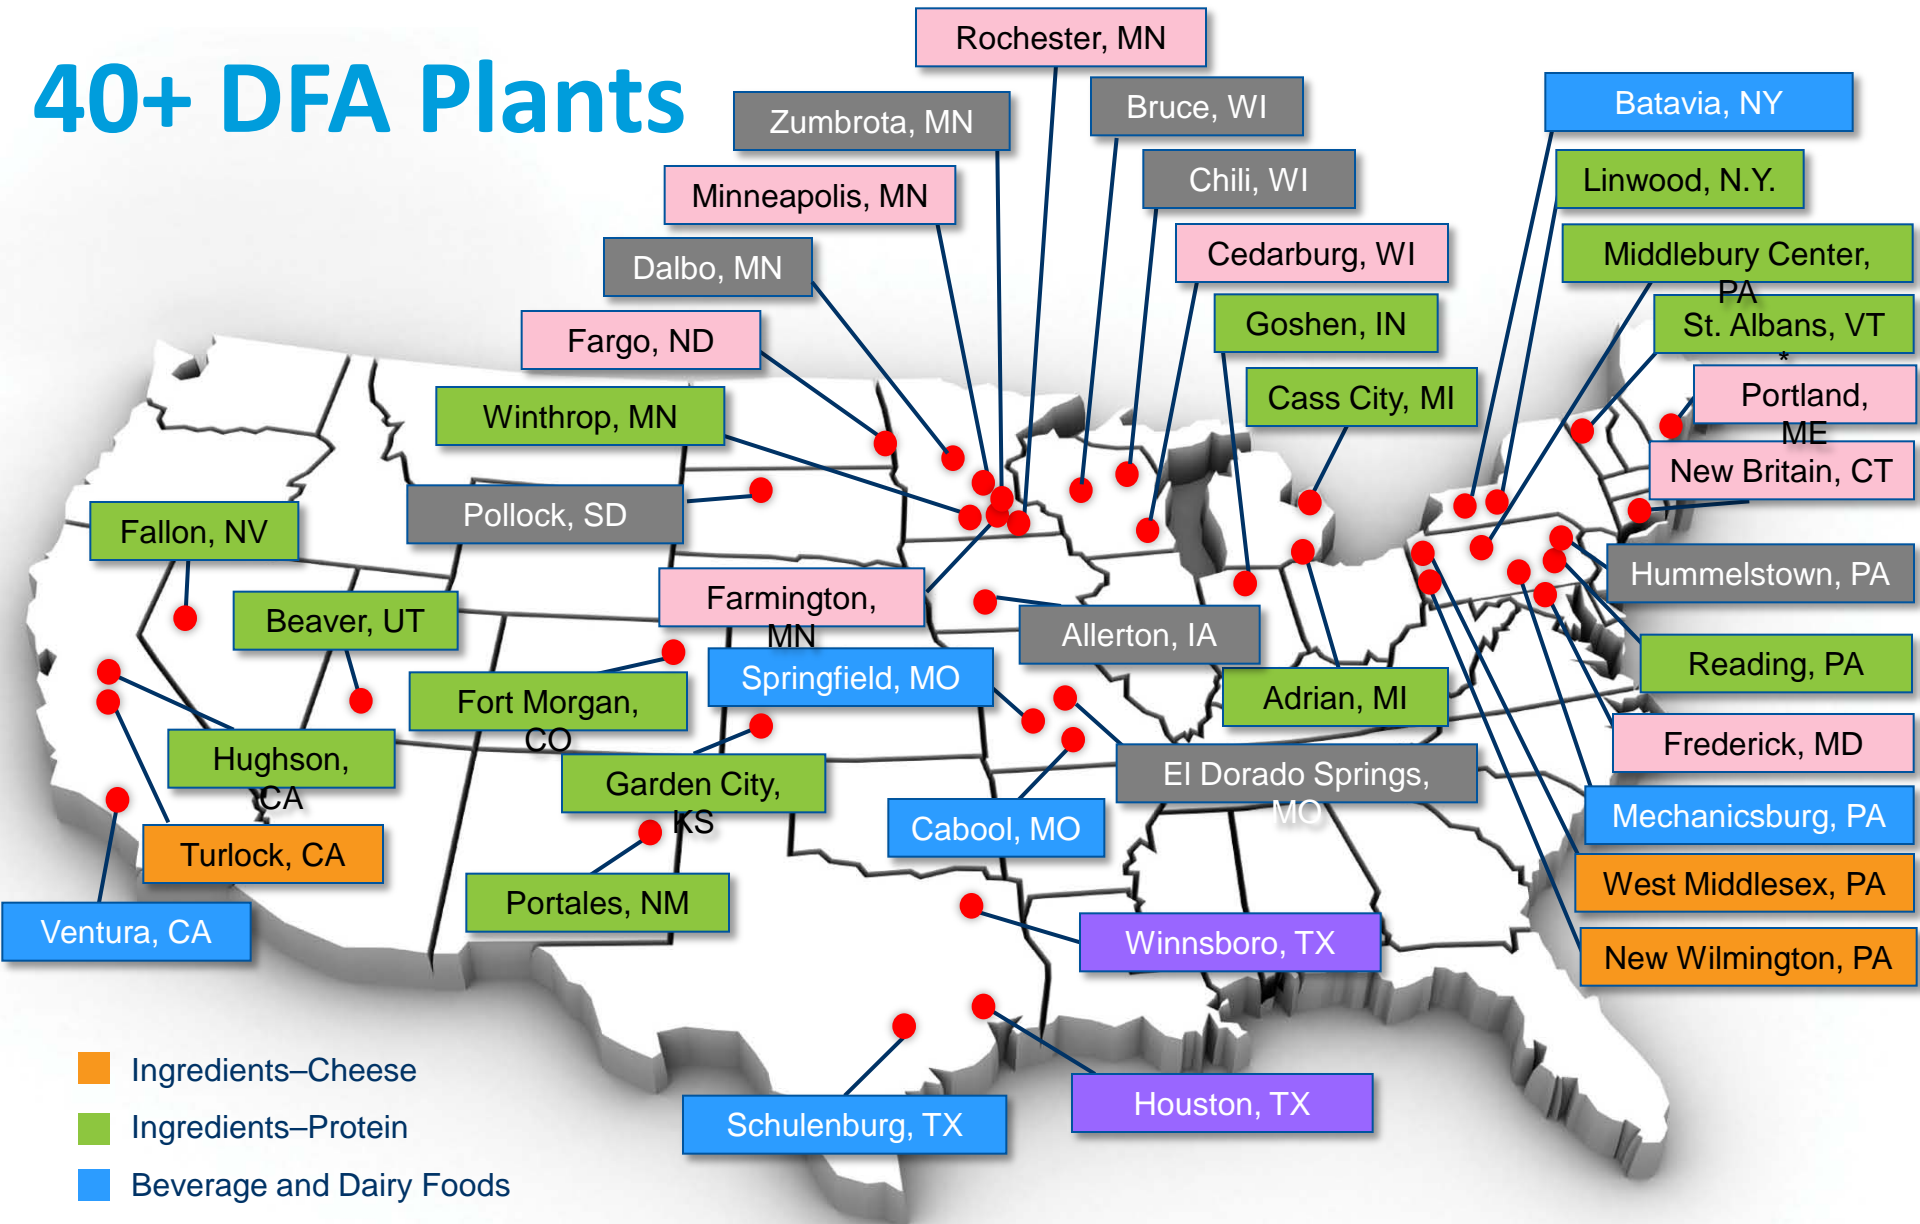 40+ DFA Plants
Rochester, MN
Zumbrota, MN
Bruce, WI
Batavia, NY
Minneapolis, MN
Chili, WI
Linwood, N.Y.
Dalbo, MN
Cedarburg, WI
Middlebury Center,
PA
Fargo, ND
Goshen, IN
St. Albans, VT
*
Winthrop, MN
Cass City, MI
Portland,
ME
Pollock, SD
New Britain, CT
Fallon, NV
Hummelstown, PA
Farmington,
MN
Beaver, UT
Allerton, IA
Reading, PA
Springfield, MO
Fort Morgan,
CO
Adrian, MI
Frederick, MD
Hughson,
CA
Garden City,
KS
El Dorado Springs,
MO
Mechanicsburg, PA
Cabool, MO
Turlock, CA
West Middlesex, PA
Portales, NM
Ventura, CA
Winnsboro, TX
New Wilmington, PA
Houston, TX
Schulenburg, TX
Ingredients–Cheese
Ingredients–Protein
Beverage and Dairy Foods